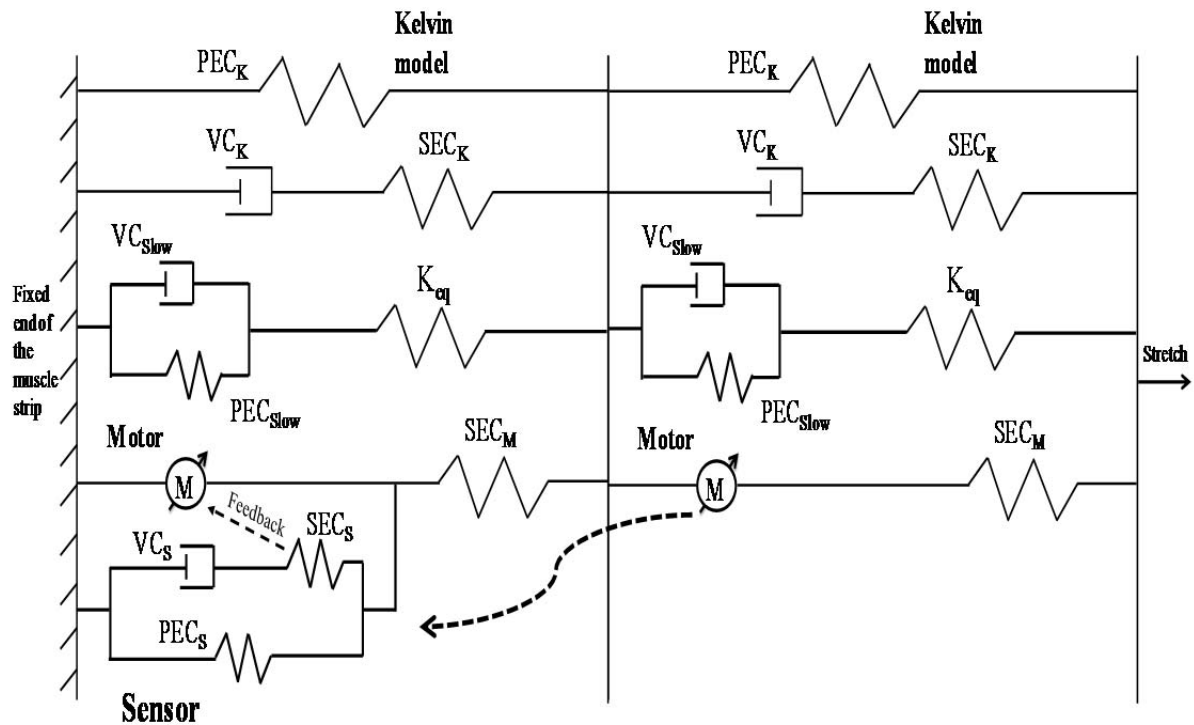 Kelvin
model
PEC_K
VC_K
SEC_K
VC_Slow
K_eq
PEC_Slow
Fixed
end of
the
muscle
strip
Motor
M
SEC_M
Feedback
SEC_S
VC_S
PEC_S
Sensor
Kelvin
model
PEC_K
VC_K
SEC_K
VC_Slow
K_eq
PEC_Slow
Motor
M
SEC_M
Stretch